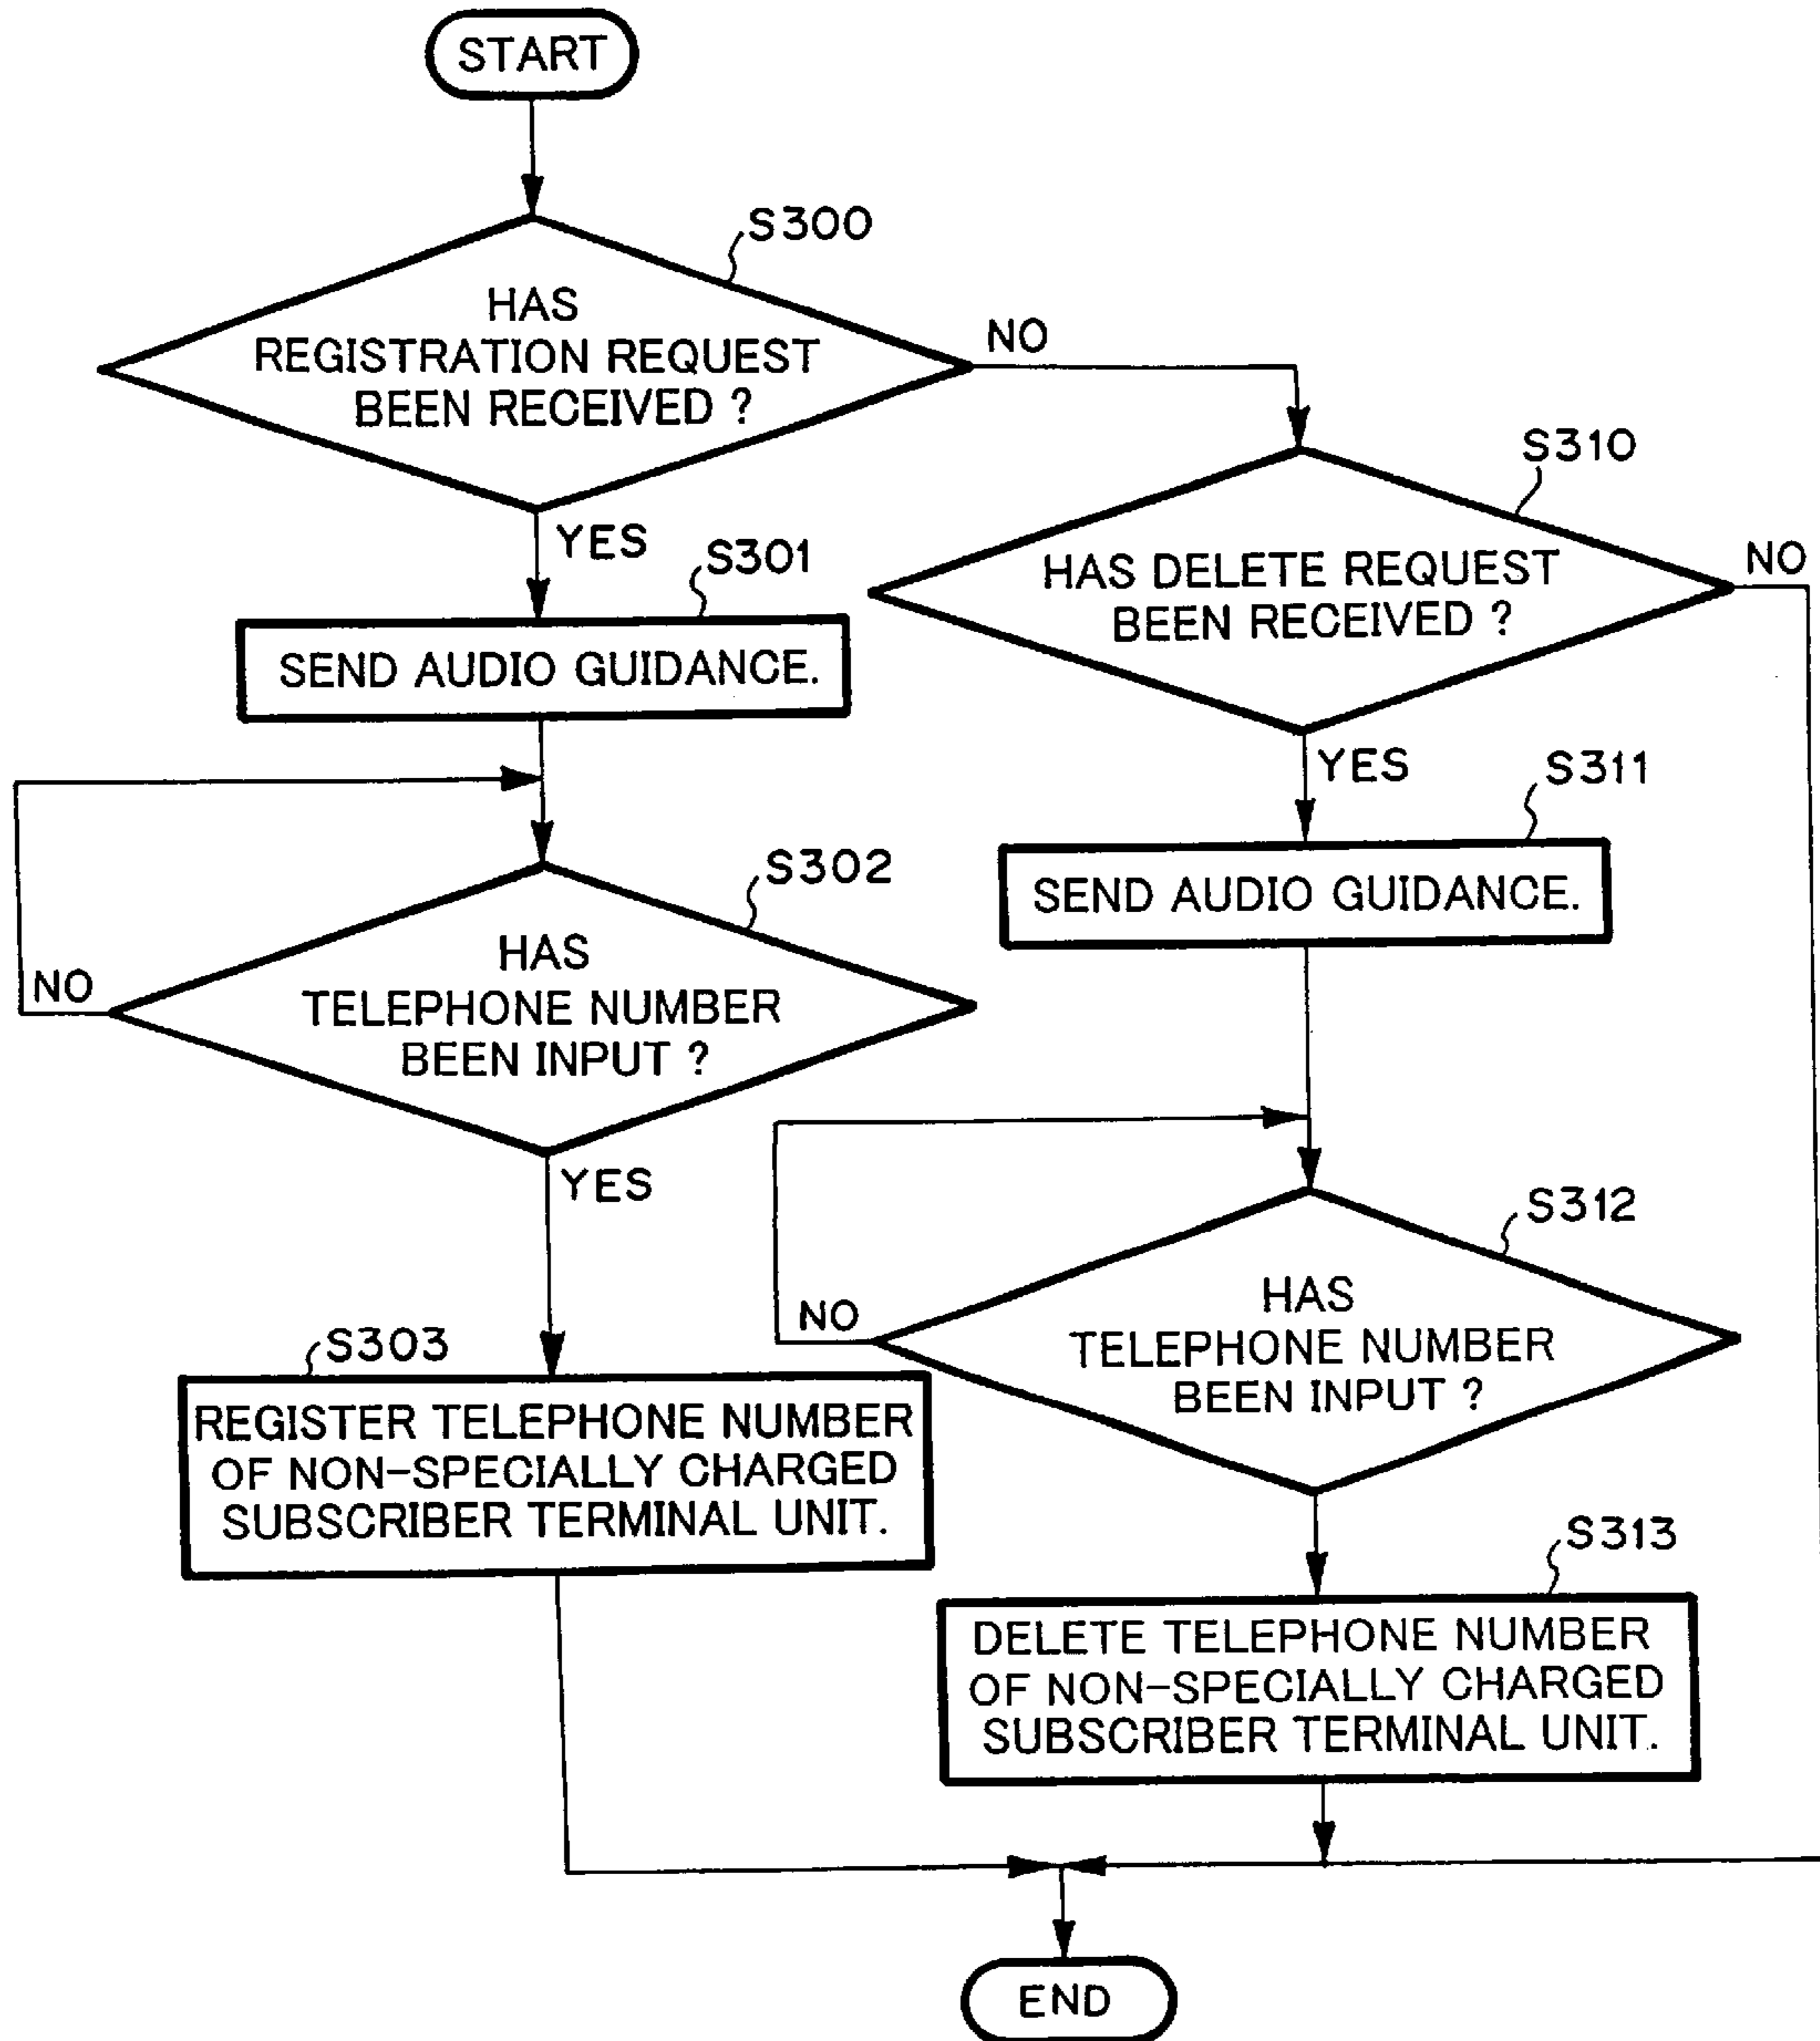 START
S300
HAS
REGISTRATION REQUEST
BEEN RECEIVED ?
NO
YES
S310
HAS DELETE REQUEST
BEEN RECEIVED ?
NO
YES
S301
SEND AUDIO GUIDANCE.
S311
SEND AUDIO GUIDANCE.
S302
HAS
TELEPHONE NUMBER
BEEN INPUT ?
NO
YES
S312
HAS
TELEPHONE NUMBER
BEEN INPUT ?
NO
S303
REGISTER TELEPHONE NUMBER
OF NON-SPECIALLY CHARGED
SUBSCRIBER TERMINAL UNIT.
S313
DELETE TELEPHONE NUMBER
OF NON-SPECIALLY CHARGED
SUBSCRIBER TERMINAL UNIT.
END